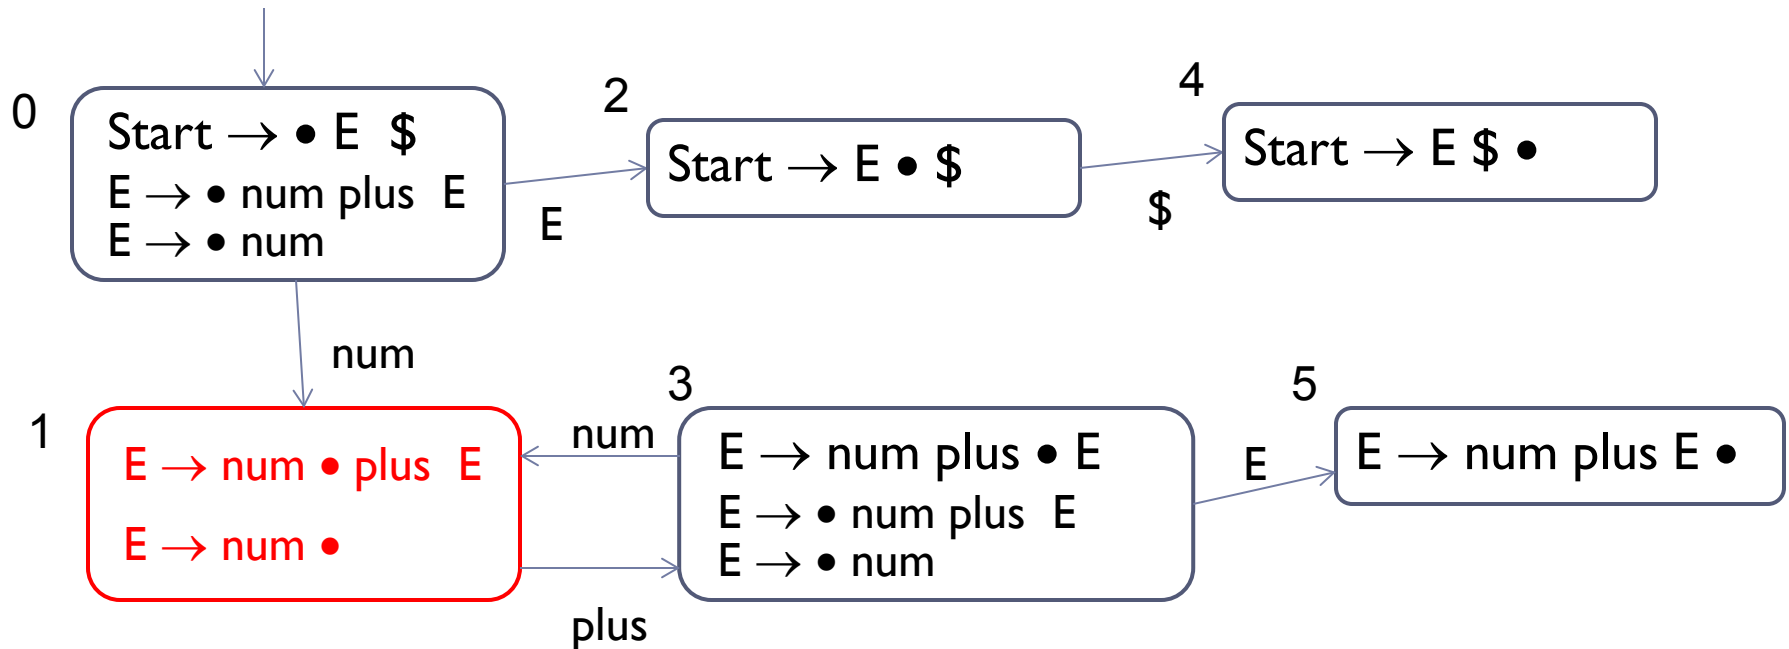 0
Start → • E $
E → • num plus E
E → • num
E
2
Start → E • $
$
4
Start → E $ •
num
1
E → num • plus E
E → num •
num
plus
3
E → num plus • E
E → • num plus E
E → • num
E
5
E → num plus E •